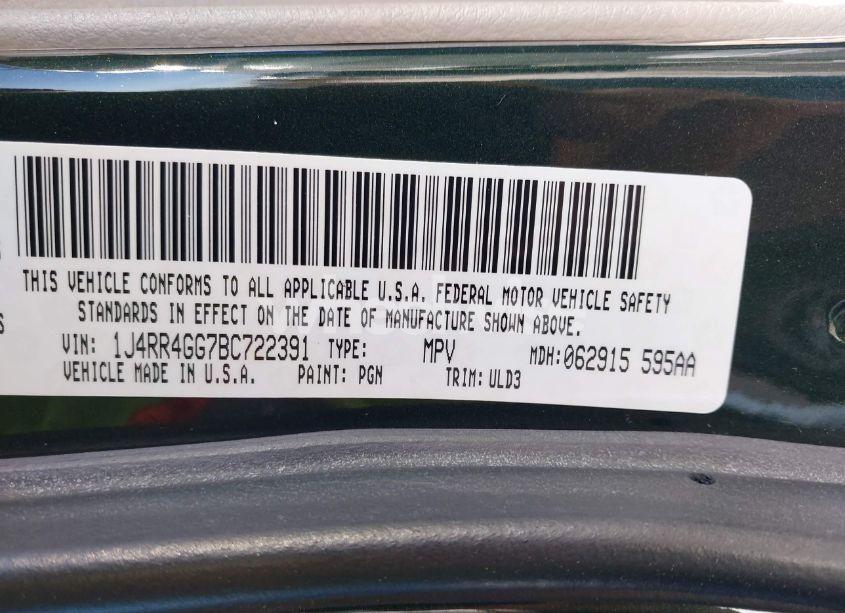 THIS VEHICLE CONFORMS TO ALL APPLICABLE U.S.A. FEDERAL MOTOR VEHICLE SAFETY
STANDARDS IN EFFECT ON THE DATE OF MANUFACTURE SHOWN ABOVE.
VIN: 1J4RR4GG7BC722391 TYPE: MPV MDH:062915 595AA
VEHICLE MADE IN U.S.A. PAINT: PGN TRIM: ULD3